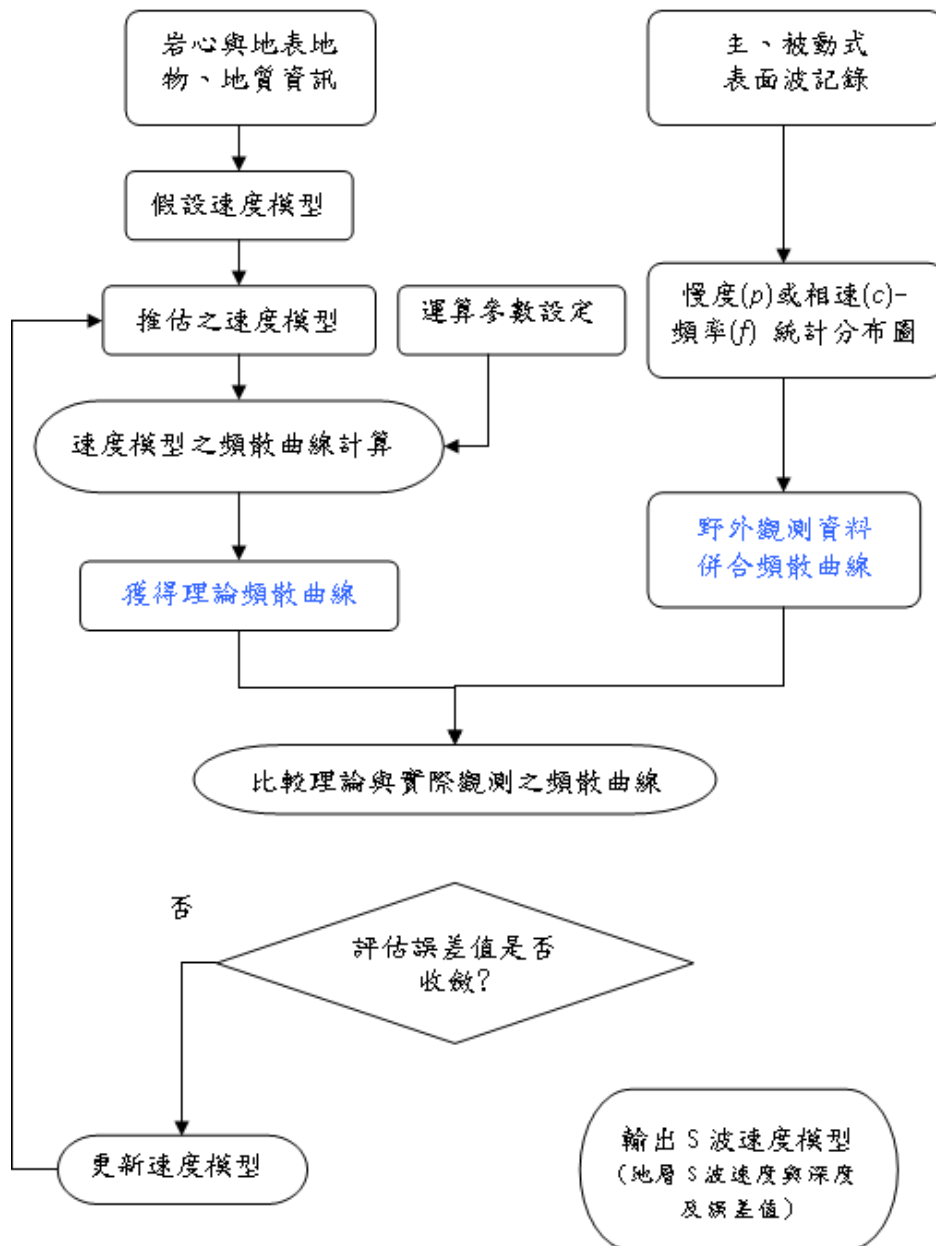 岩心與地表地
物、地質資訊
主、被動式
表面波記錄
假設速度模型
推估之速度模型
運算參數設定
慢度(p)或相速(c)-
頻率(f) 統計分布圖
速度模型之頻散曲線計算
野外觀測資料
併合頻散曲線
獲得理論頻散曲線
比較理論與實際觀測之頻散曲線
否
評估誤差值是否
收斂?
更新速度模型
輸出 S 波速度模型
(地層 S 波速度與深度
及誤差值)